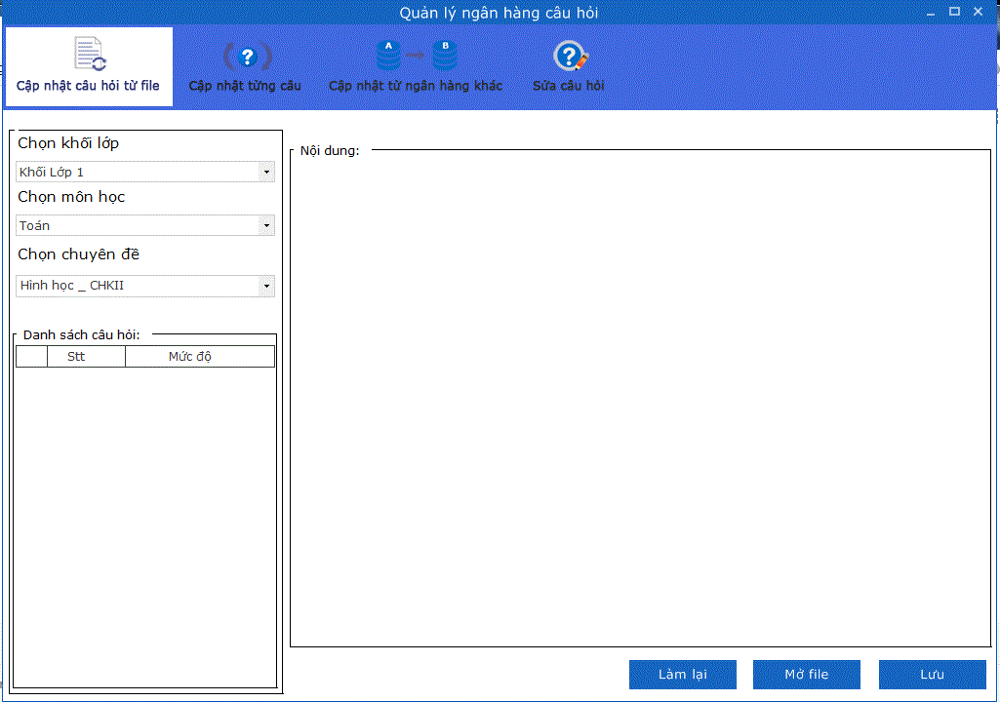 Quản lý ngân hàng câu hỏi
Cập nhật câu hỏi từ file
Cập nhật từng câu
A
B
Cập nhật từ ngân hàng khác
Sửa câu hỏi
Chọn khối lớp
Khối Lớp 1
Chọn môn học
Toán
Chọn chuyên đề
Hình học _ CHKII
Danh sách câu hỏi:
Stt Mức độ
Nội dung:
Làm lại
Mở file
Lưu